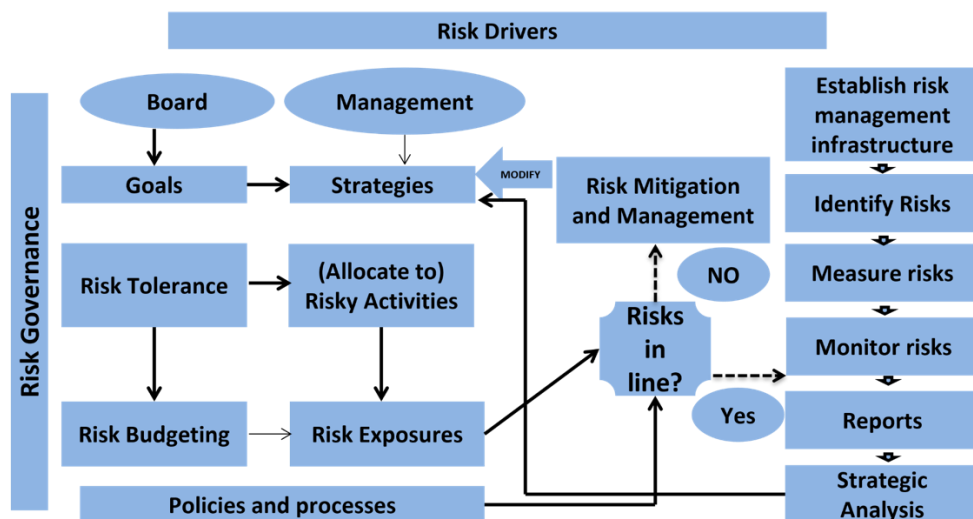 Risk Drivers
Risk Governance
Board
Management
Goals
Strategies
MODIFY
Risk Mitigation
and Management
Risk Tolerance
(Allocate to)
Risky Activities
NO
Risks
in
line?
Yes
Risk Budgeting
Risk Exposures
Policies and processes
Establish risk
management
infrastructure
Identify Risks
Measure risks
Monitor risks
Reports
Strategic
Analysis